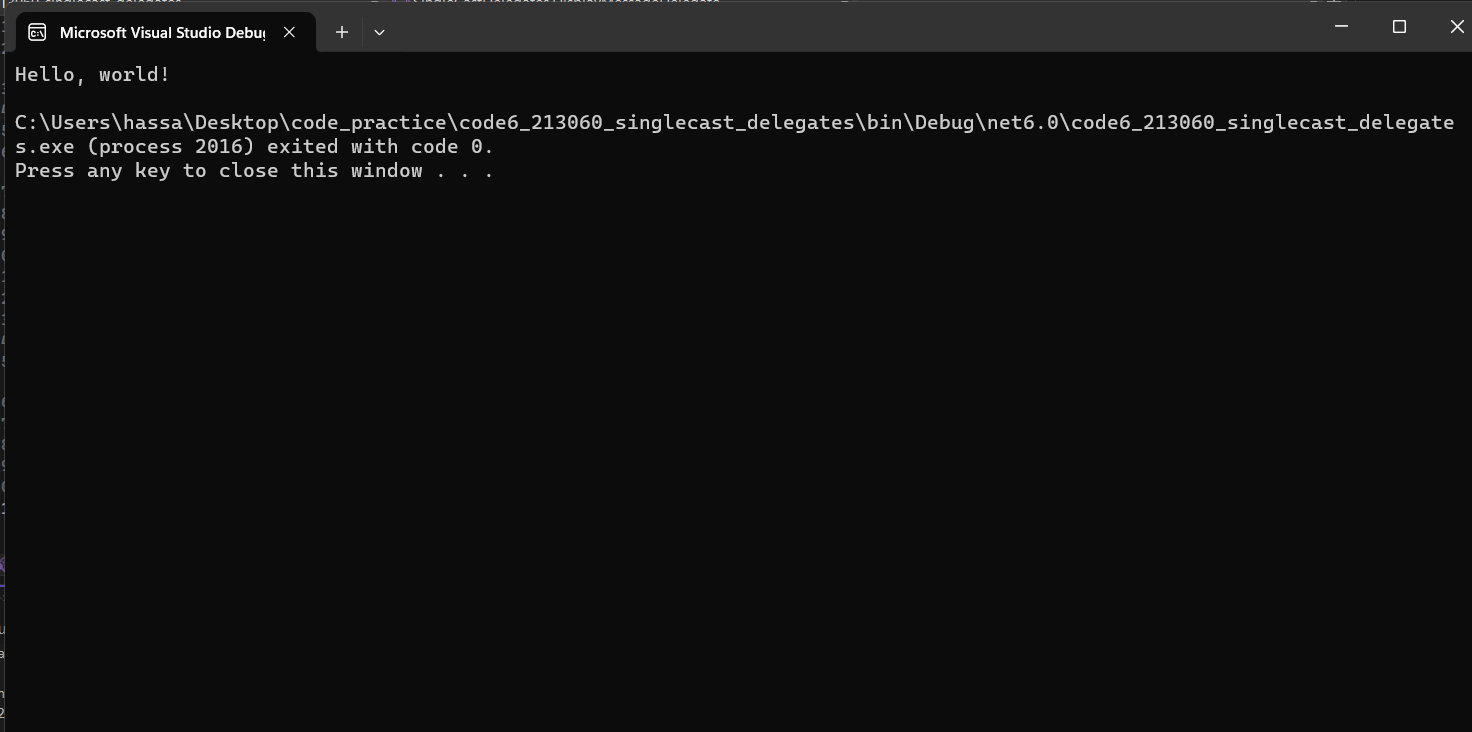 Microsoft Visual Studio Debu
Hello, world!
C:\Users\hassa\Desktop\code_practice\code6_213060_singlecast_delegates\bin\Debug\net6.0\code6_213060_singlecast_delegate
s.exe (process 2016) exited with code 0.
Press any key to close this window . . .